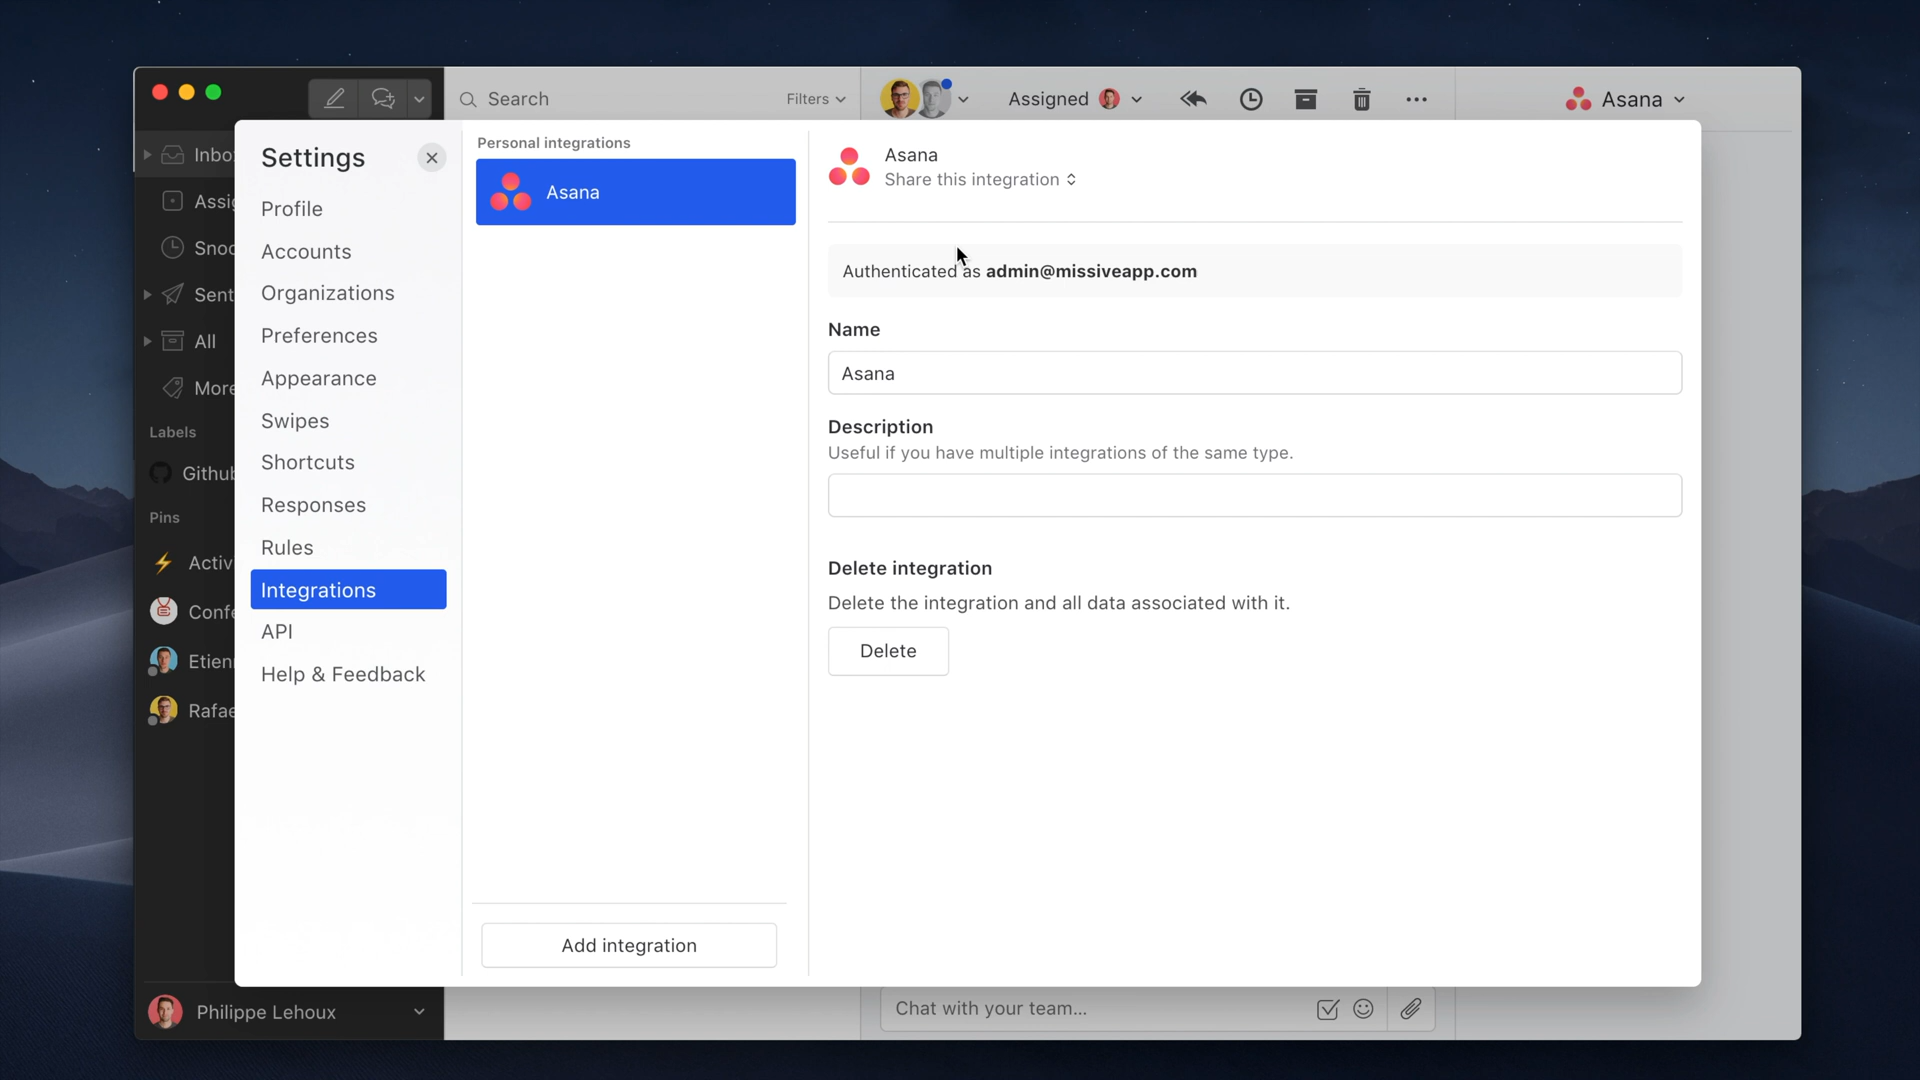 Search
Filters
Assigned
Asana
Inbo
Assig
Snoo
Sent
All
More
Labels
Github
Pins
Activ
Confe
Etien
Rafae
Philippe Lehoux
Settings
Profile
Accounts
Organizations
Preferences
Appearance
Swipes
Shortcuts
Responses
Rules
Integrations
API
Help & Feedback
Personal integrations
Asana
Add integration
Asana
Share this integration
Authenticated as admin@missiveapp.com
Name
Asana
Description
Useful if you have multiple integrations of the same type.
Delete integration
Delete the integration and all data associated with it.
Delete
Chat with your team...